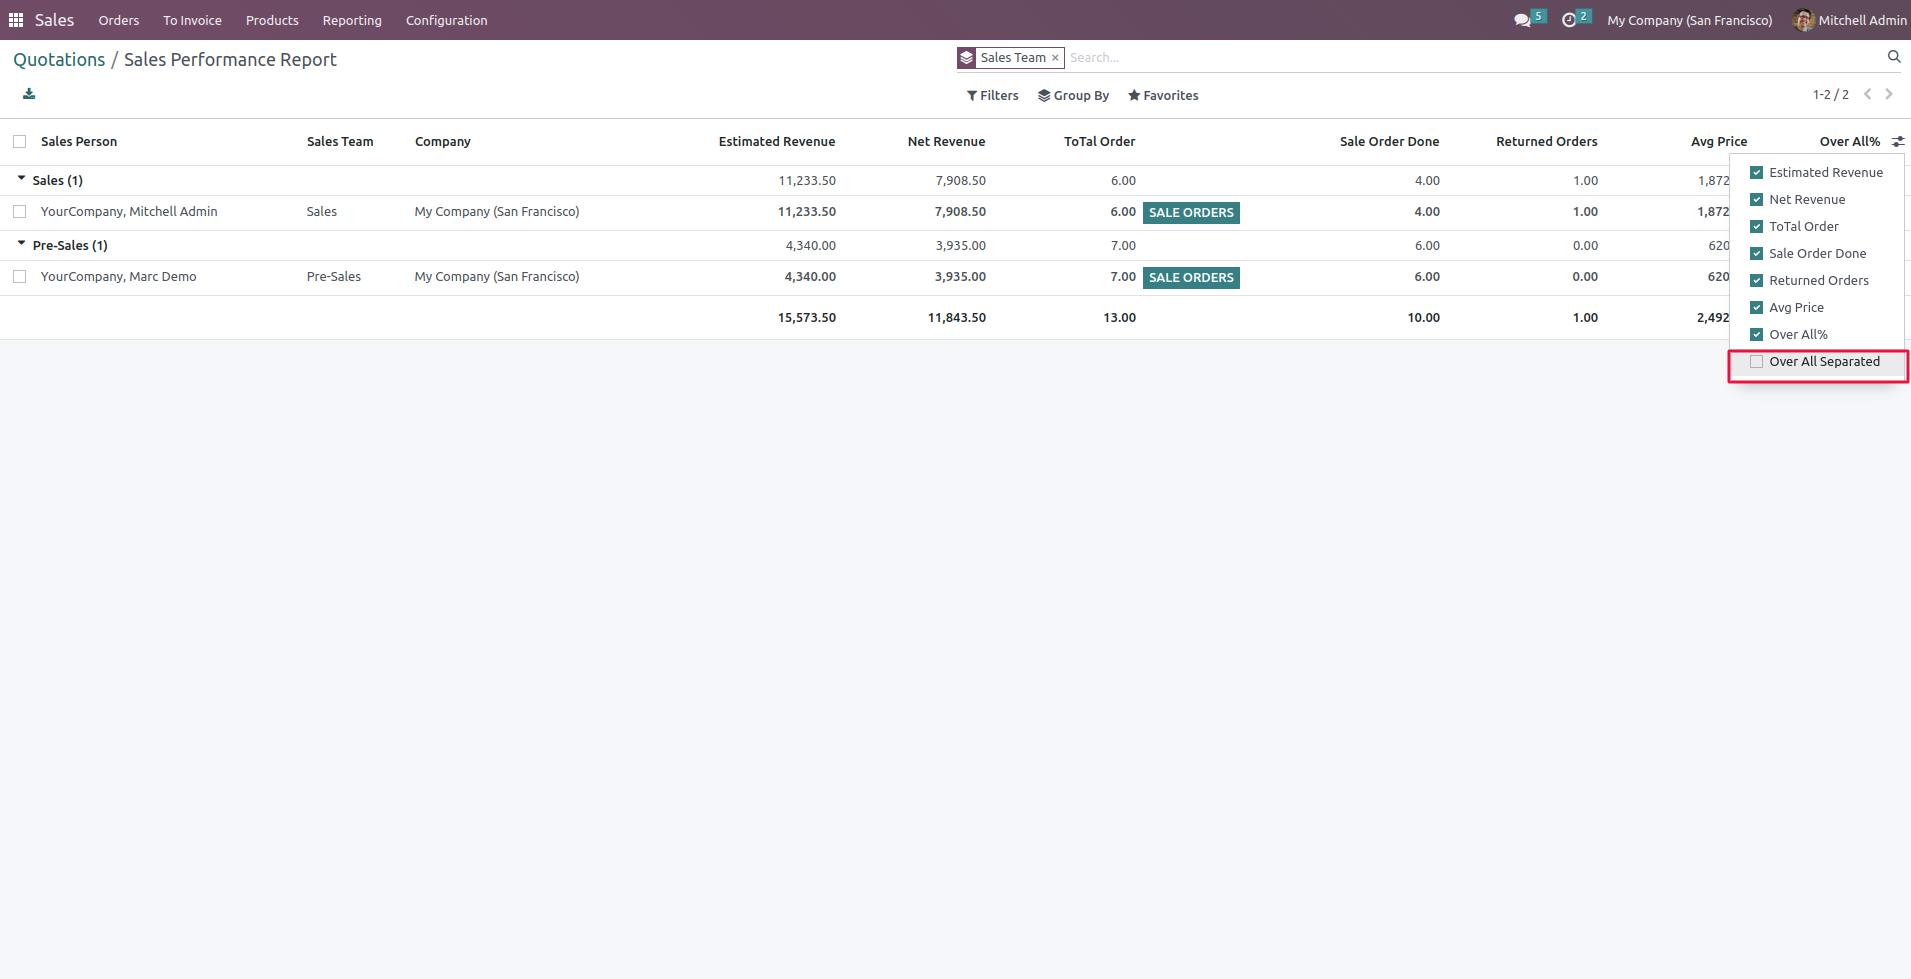 Sales Orders To Invoice Products Reporting Configuration 5 2 My Company (San Francisco) Mitchell Admin
Quotations / Sales Performance Report
Sales Team × Search...
Filters Group By Favorites 1-2 / 2
Sales Person Sales Team Company Estimated Revenue Net Revenue ToTal Order Sale Order Done Returned Orders Avg Price Over All%
Sales (1) 11,233.50 7,908.50 6.00 4.00 1.00 1,872
YourCompany, Mitchell Admin Sales My Company (San Francisco) 11,233.50 7,908.50 6.00 SALE ORDERS 4.00 1.00 1,872
Pre-Sales (1) 4,340.00 3,935.00 7.00 6.00 0.00 620
YourCompany, Marc Demo Pre-Sales My Company (San Francisco) 4,340.00 3,935.00 7.00 SALE ORDERS 6.00 0.00 620
15,573.50 11,843.50 13.00 10.00 1.00 2,492
Estimated Revenue
Net Revenue
ToTal Order
Sale Order Done
Returned Orders
Avg Price
Over All%
Over All Separated